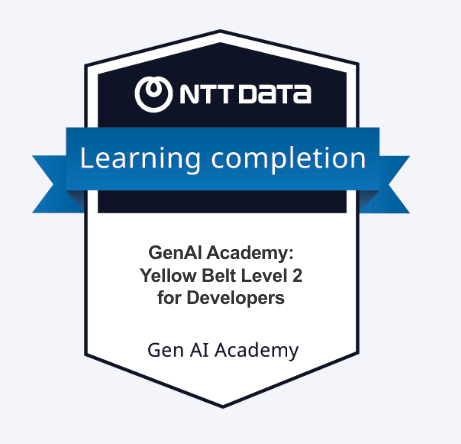 NTT DATA
Learning completion
GenAI Academy:
Yellow Belt Level 2
for Developers
Gen AI Academy